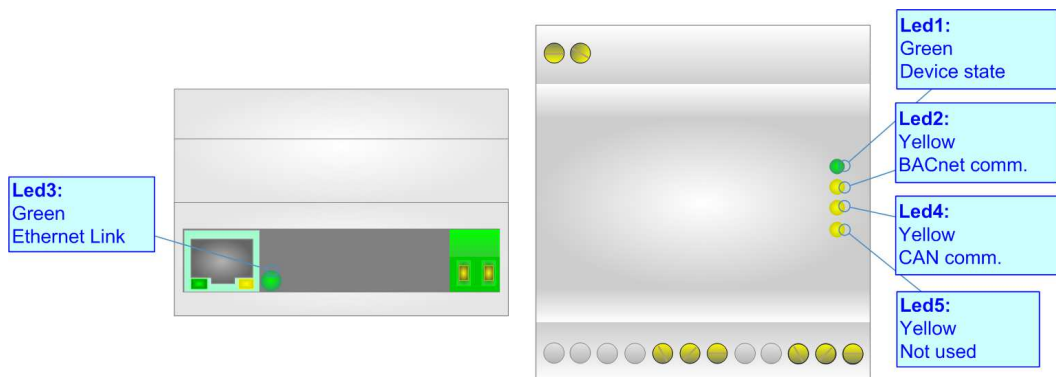 Led1:
Green
Device state
Led2:
Yellow
BACnet comm.
Led3:
Green
Ethernet Link
Led4:
Yellow
CAN comm.
Led5:
Yellow
Not used